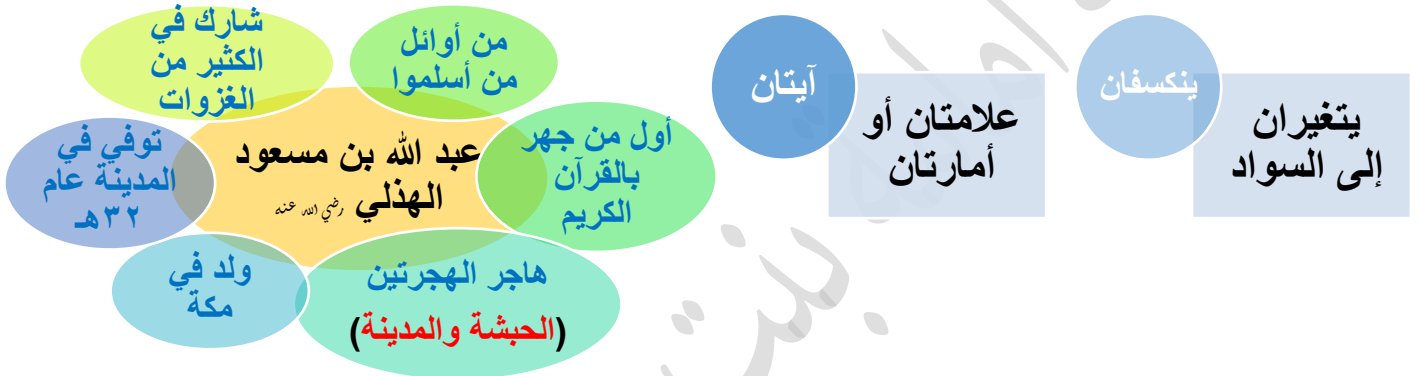 ينكسفان
يتغيران
إلى السواد
آيتان
علامتان أو
أمارتان
عبد الله بن مسعود
الهذلي رضي الله عنه
من أوائل
من أسلموا
أول من جهر
بالقرآن
الكريم
هاجر الهجرتين
(الحبشة والمدينة)
ولد في
مكة
توفي في
المدينة عام
٣٢هـ
شارك في
الكثير من
الغزوات